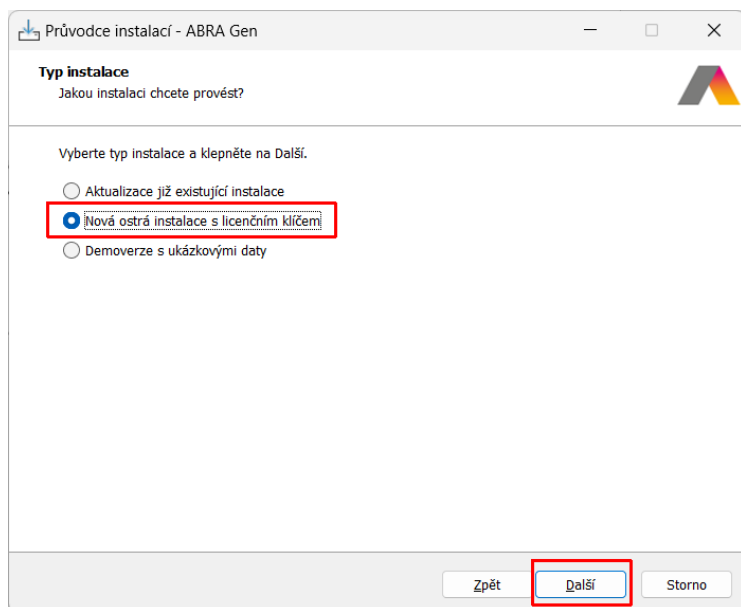 Průvodce instalací - ABRA Gen
Typ instalace
Jakou instalaci chcete provést?
Vyberte typ instalace a klepněte na Další.
Aktualizace již existující instalace
Nová ostrá instalace s licenčním klíčem
Demoverze s ukázkovými daty
Zpět
Další
Storno